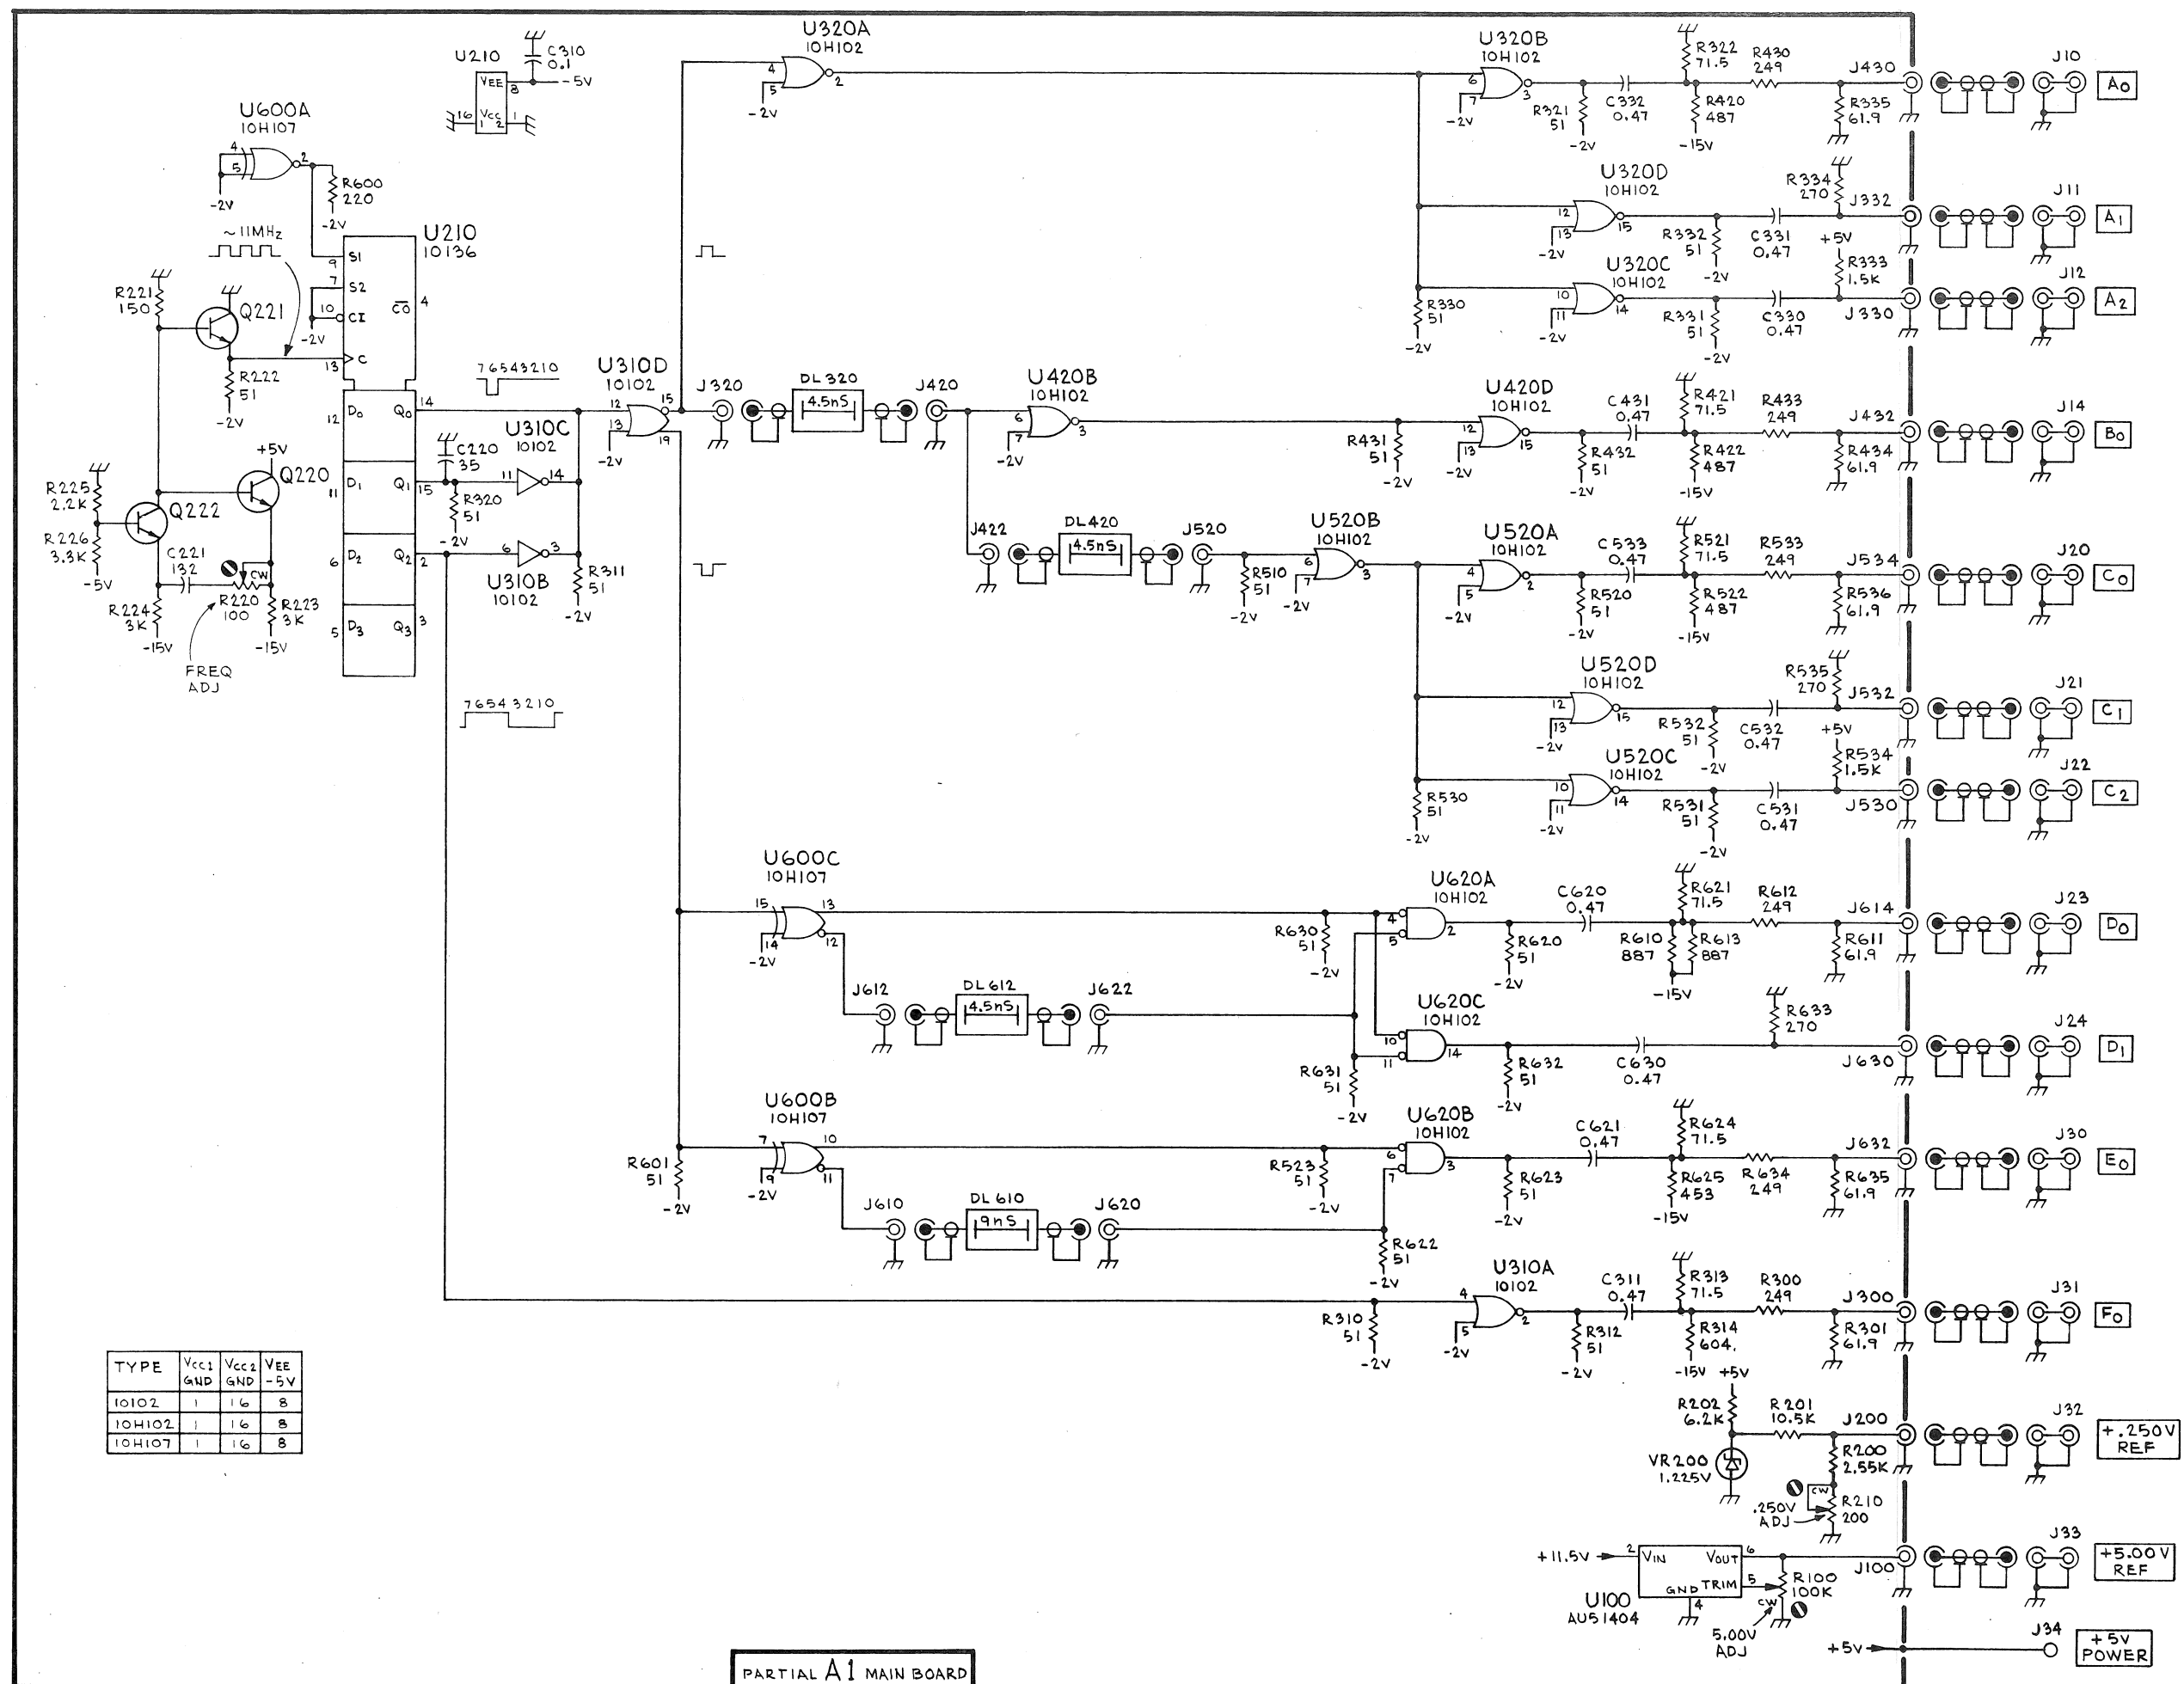 U320A
10H102
4
5
2
-2V
U210
C310
0.1
VEE
8
-5V
16
VCC
1 2
1
U600A
10H107
4
5
2
-2V
R600
220
-2V
~11MHz
U210
10136
9 S1
7 S2
10 CI
-2V
13 C
C̅O̅
4
R221
150
Q221
R222
51
-2V
12 D0 Q0 14
11 D1 Q1 15
6 D2 Q2 2
5 D3 Q3 3
+5V
Q220
R225
2.2K
Q222
R226
3.3K
-5V
C221
132
CW
R220
100
R224
3K
-15V
R223
3K
-15V
FREQ
ADJ
76543210
76543210
C220
35
R320
51
-2V
U310C
10102
11
14
6
3
U310B
10102
R311
51
-2V
U310D
10102
12
13
15
19
-2V
J320
DL320
4.5nS
J420
U420B
10H102
6
7
3
-2V
R431
51
-2V
U420D
10H102
12
13
15
-2V
C431
0.47
R432
51
-2V
R421
71.5
R422
487
-15V
R433
249
J432
R434
61.9
J14
B0
U320B
10H102
6
7
3
-2V
R321
51
-2V
C332
0.47
R322
71.5
R420
487
-15V
R430
249
J430
R335
61.9
J10
A0
U320D
10H102
12
13
15
-2V
R332
51
-2V
C331
0.47
R334
270
J332
J11
A1
U320C
10H102
10
11
14
-2V
R330
51
-2V
R331
51
-2V
C330
0.47
+5V
R333
1.5K
J330
J12
A2
J422
DL420
4.5nS
J520
R510
51
-2V
U520B
10H102
6
7
3
-2V
U520A
10H102
4
5
2
-2V
C533
0.47
R520
51
-2V
R521
71.5
R522
487
-15V
R533
249
J534
R536
61.9
J20
C0
U520D
10H102
12
13
15
-2V
R532
51
-2V
C532
0.47
R535
270
J532
J21
C1
U520C
10H102
10
11
14
-2V
R530
51
-2V
R531
51
-2V
C531
0.47
+5V
R534
1.5K
J530
J22
C2
U600C
10H107
15
14
13
12
-2V
J612
DL612
4.5nS
J622
R630
51
-2V
R631
51
-2V
U620A
10H102
4
5
2
R620
51
-2V
C620
0.47
R621
71.5
R610
887
R613
887
-15V
R612
249
J614
R611
61.9
J23
D0
U620C
10H102
10
11
14
R632
51
-2V
C630
0.47
R633
270
J630
J24
D1
R601
51
-2V
U600B
10H107
7
9
10
11
-2V
J610
DL610
9nS
J620
R523
51
-2V
R622
51
-2V
U620B
10H102
6
7
3
R623
51
-2V
C621
0.47
R624
71.5
R625
453
-15V
R634
249
J632
R635
61.9
J30
E0
R310
51
-2V
U310A
10102
4
5
2
-2V
R312
51
-2V
C311
0.47
R313
71.5
R314
604.
-15V
R300
249
J300
R301
61.9
J31
F0
+5V
R202
6.2K
R201
10.5K
VR200
1.225V
J200
R200
2.55K
CW
R210
200
.250V
ADJ
J32
+.250V
REF
+11.5V
2 VIN VOUT 6
GND TRIM 5
4
U100
AU51404
R100
100K
CW
5.00V
ADJ
J100
J33
+5.00V
REF
+5V
J34
+5V
POWER
TYPE VCC1 GND VCC2 GND VEE -5V
10102 1 16 8
10H102 1 16 8
10H107 1 16 8
PARTIAL A1 MAIN BOARD